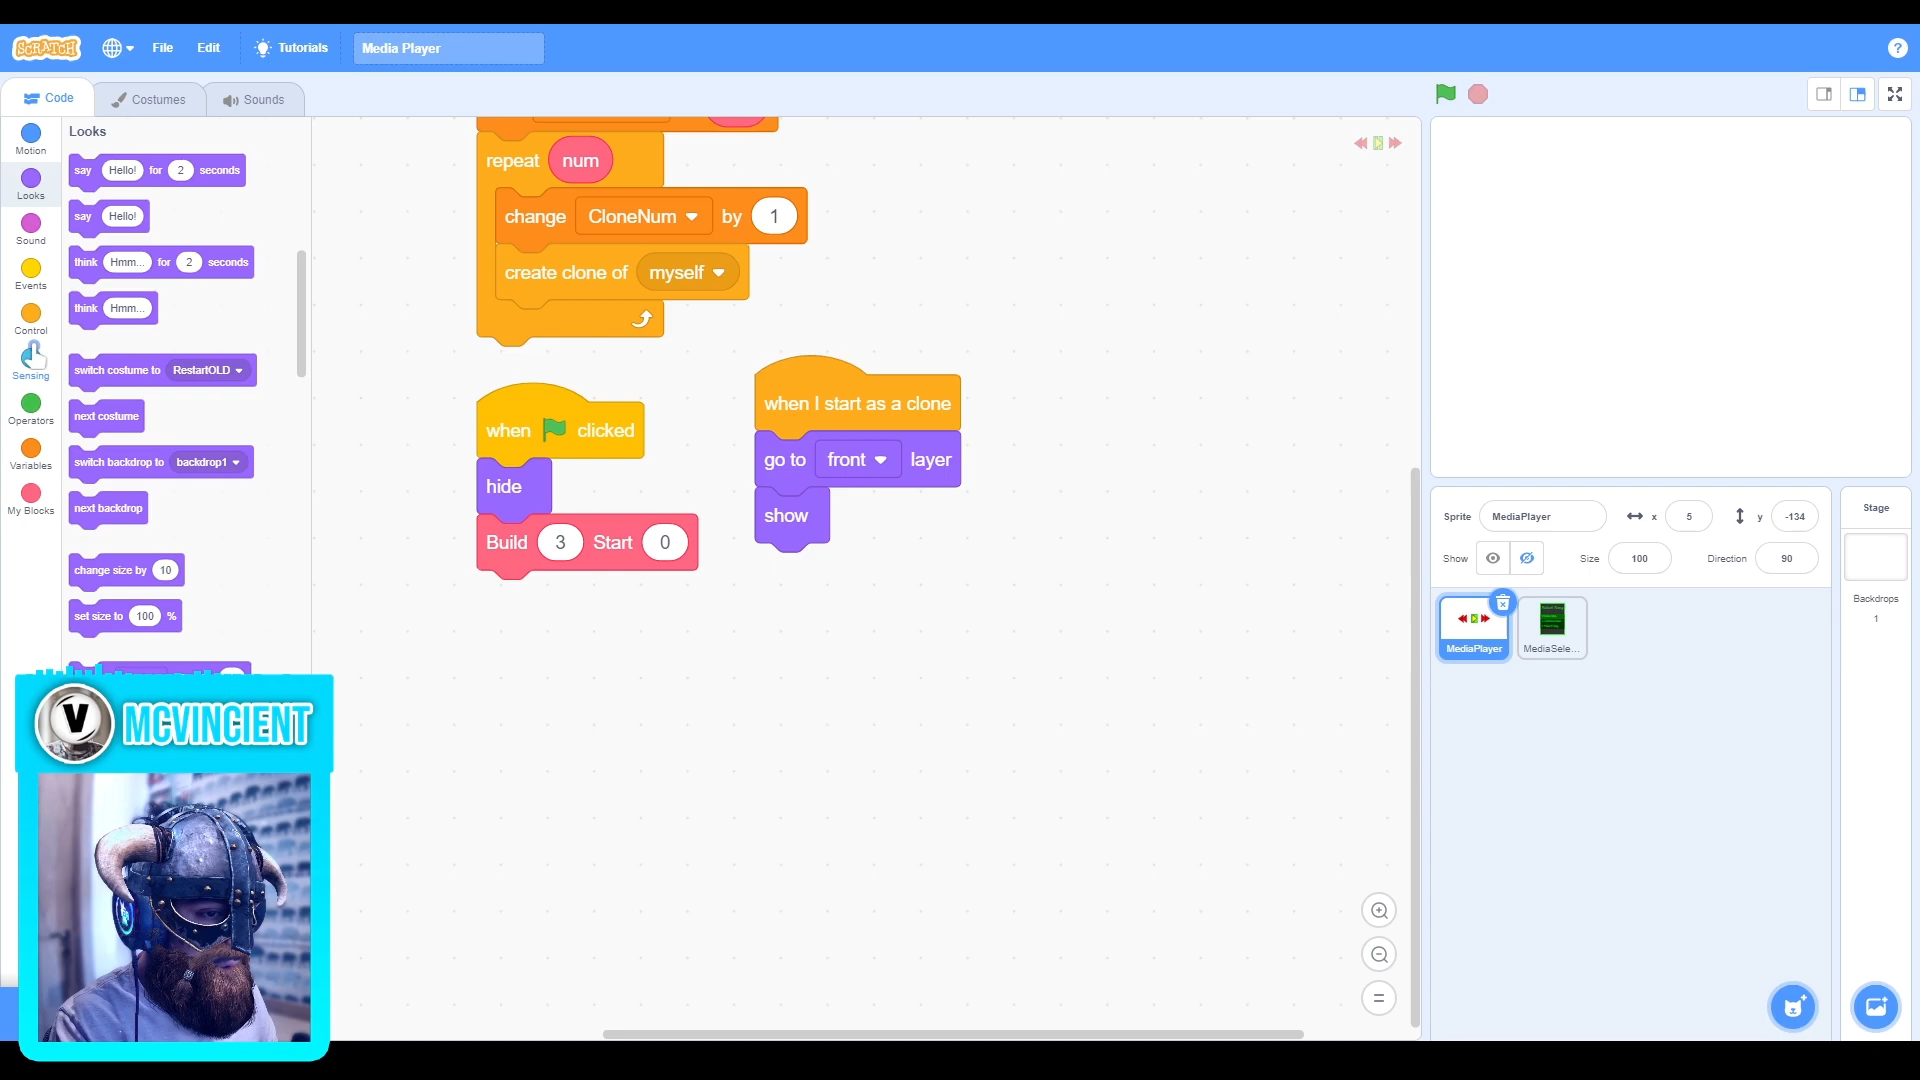 SCRATCH File Edit Tutorials Media Player ?
Code Costumes Sounds
Motion
Looks
Sound
Events
Control
Sensing
Operators
Variables
My Blocks
Looks
say Hello! for 2 seconds
say Hello!
think Hmm... for 2 seconds
think Hmm...
switch costume to RestartOLD
next costume
switch backdrop to backdrop1
next backdrop
change size by 10
set size to 100 %
repeat num
change CloneNum by 1
create clone of myself
when clicked
hide
Build 3 Start 0
when I start as a clone
go to front layer
show
Sprite MediaPlayer x 5 y -134
Show Size 100 Direction 90
MediaPlayer
MediaSele...
Stage
Backdrops
1
V MCVINCIENT